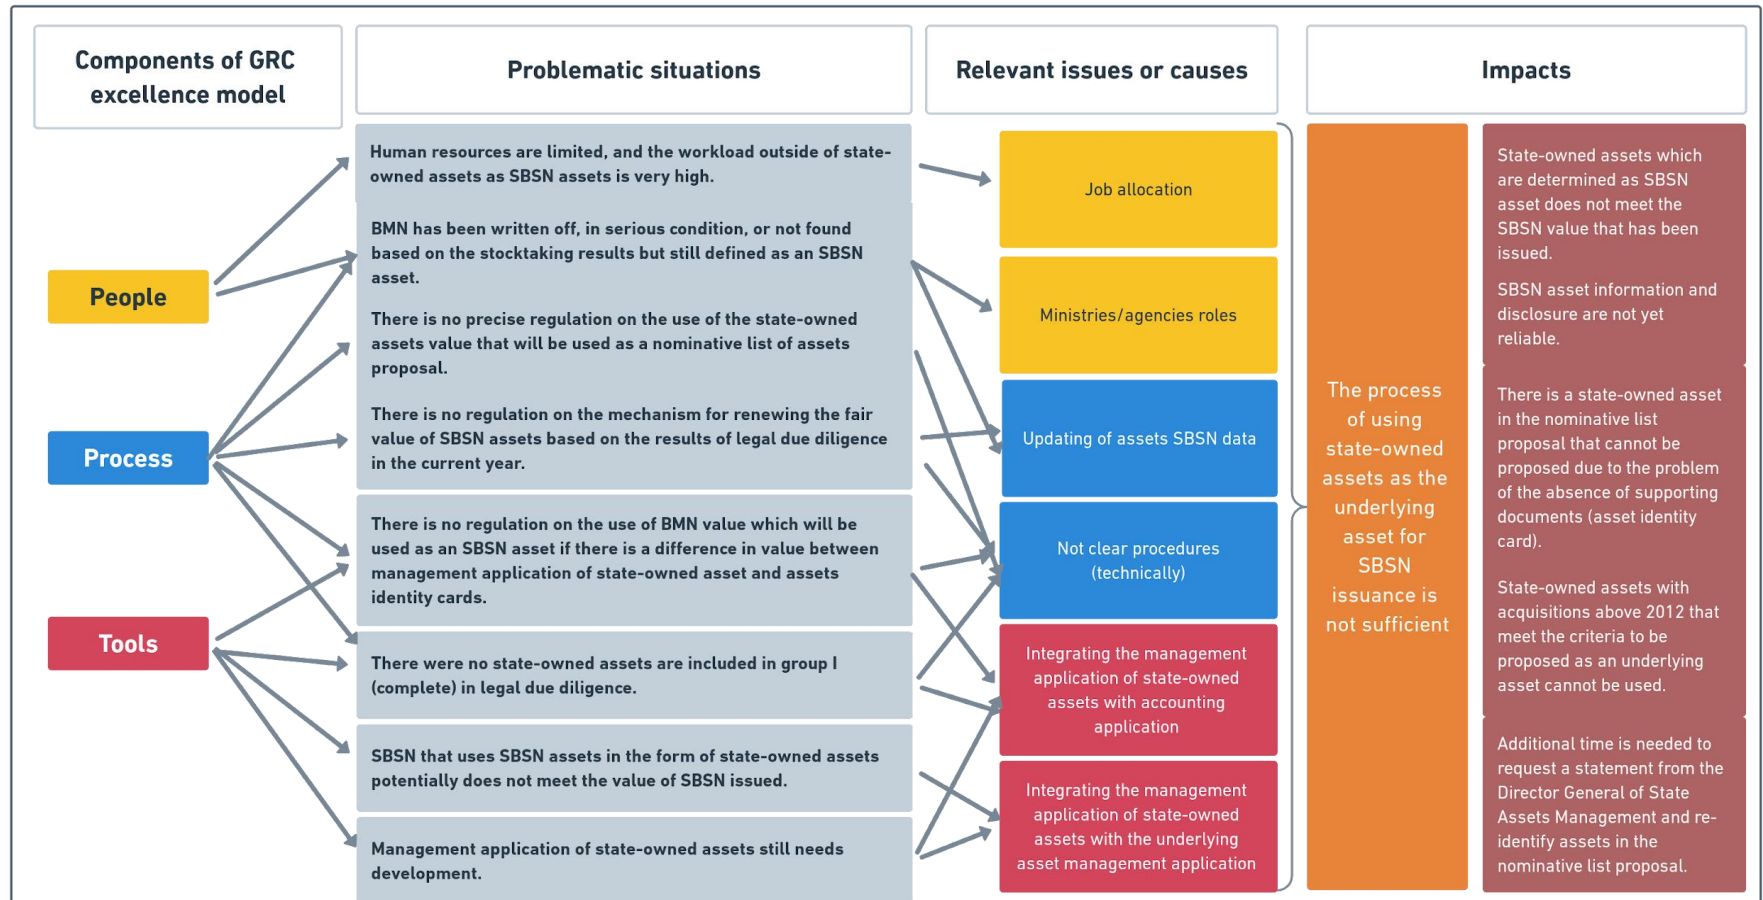 Components of GRC
excellence model
Problematic situations
Relevant issues or causes
Impacts
People
Process
Tools
Human resources are limited, and the workload outside of state-
owned assets as SBSN assets is very high.
BMN has been written off, in serious condition, or not found
based on the stocktaking results but still defined as an SBSN
asset.
There is no precise regulation on the use of the state-owned
assets value that will be used as a nominative list of assets
proposal.
There is no regulation on the mechanism for renewing the fair
value of SBSN assets based on the results of legal due diligence
in the current year.
There is no regulation on the use of BMN value which will be
used as an SBSN asset if there is a difference in value between
management application of state-owned asset and assets
identity cards.
There were no state-owned assets are included in group I
(complete) in legal due diligence.
SBSN that uses SBSN assets in the form of state-owned assets
potentially does not meet the value of SBSN issued.
Management application of state-owned assets still needs
development.
Job allocation
Ministries/agencies roles
Updating of assets SBSN data
Not clear procedures
(technically)
Integrating the management
application of state-owned
assets with accounting
application
Integrating the management
application of state-owned
assets with the underlying
asset management application
The process
of using
state-owned
assets as the
underlying
asset for
SBSN
issuance is
not sufficient
State-owned assets which
are determined as SBSN
asset does not meet the
SBSN value that has been
issued.
SBSN asset information and
disclosure are not yet
reliable.
There is a state-owned asset
in the nominative list
proposal that cannot be
proposed due to the problem
of the absence of supporting
documents (asset identity
card).
State-owned assets with
acquisitions above 2012 that
meet the criteria to be
proposed as an underlying
asset cannot be used.
Additional time is needed to
request a statement from the
Director General of State
Assets Management and re-
identify assets in the
nominative list proposal.